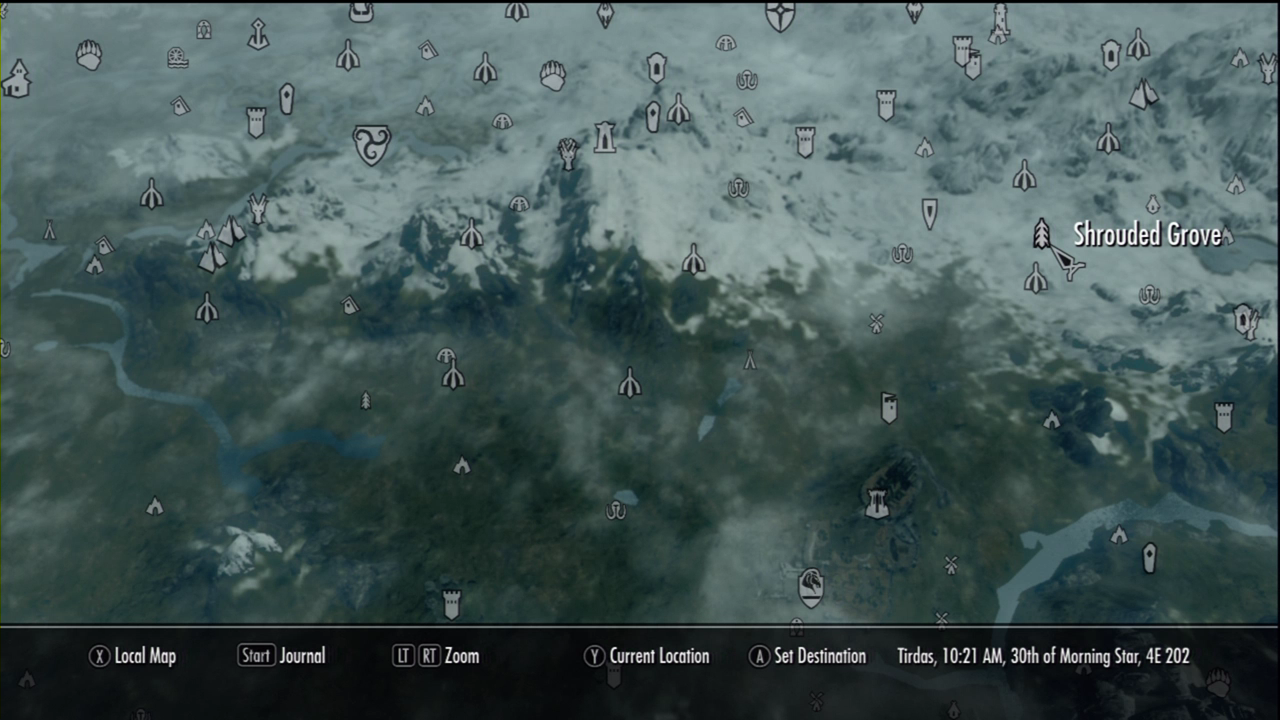 Shrouded Grove
X Local Map
Start Journal
LT RT Zoom
Y Current Location
A Set Destination
Tirdas, 10:21 AM, 30th of Morning Star, 4E 202